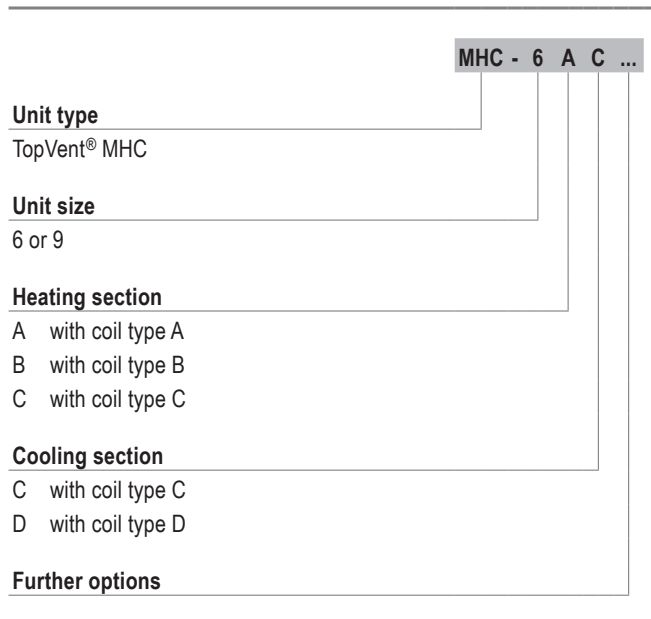 MHC - 6 A C ...
Unit type
TopVent® MHC
Unit size
6 or 9
Heating section
A with coil type A
B with coil type B
C with coil type C
Cooling section
C with coil type C
D with coil type D
Further options